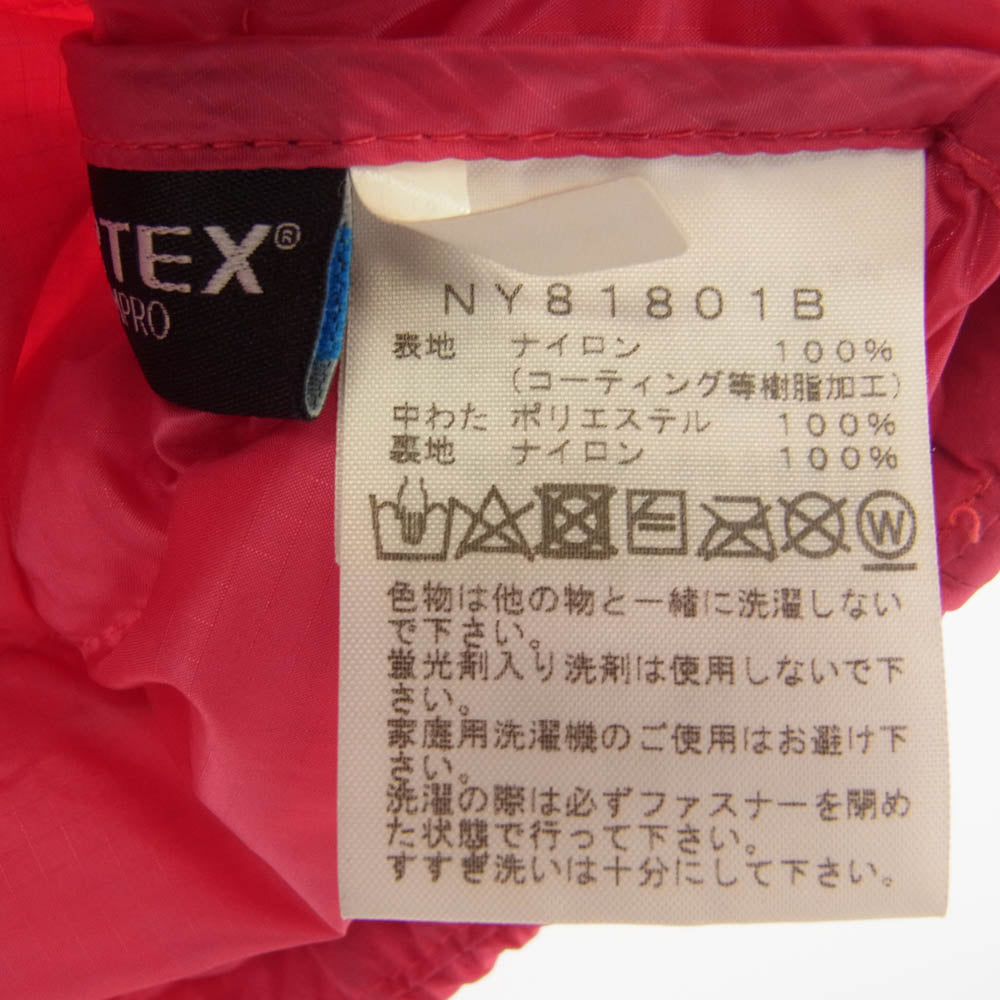 TEX®
PRO
NY81801B
表地 ナイロン 100%
(コーティング等樹脂加工)
中わた ポリエステル 100%
裏地 ナイロン 100%
W
色物は他の物と一緒に洗濯しない
で下さい。
蛍光剤入り洗剤は使用しないで下
さい。
家庭用洗濯機のご使用はお避け下
さい。
洗濯の際は必ずファスナーを閉め
た状態で行って下さい。
すすぎ洗いは十分にして下さい。